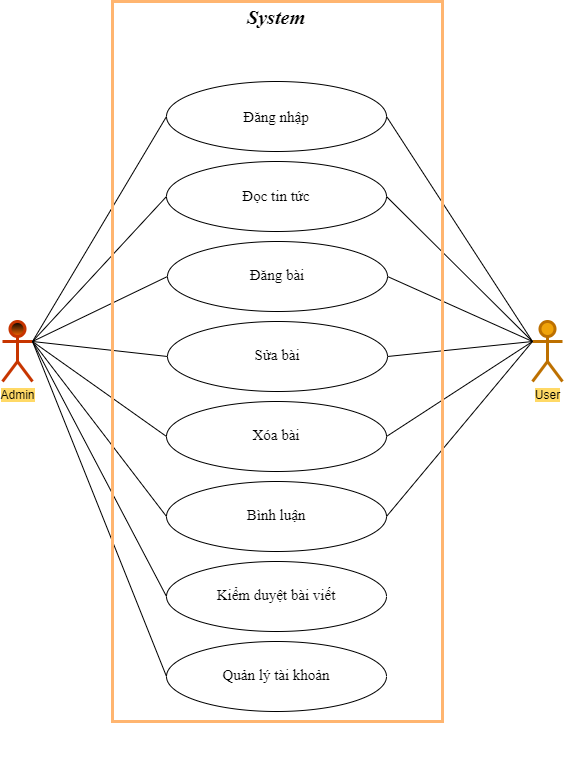 System
Đăng nhập
Đọc tin tức
Đăng bài
Sửa bài
Xóa bài
Bình luận
Kiểm duyệt bài viết
Quản lý tài khoản
Admin
User